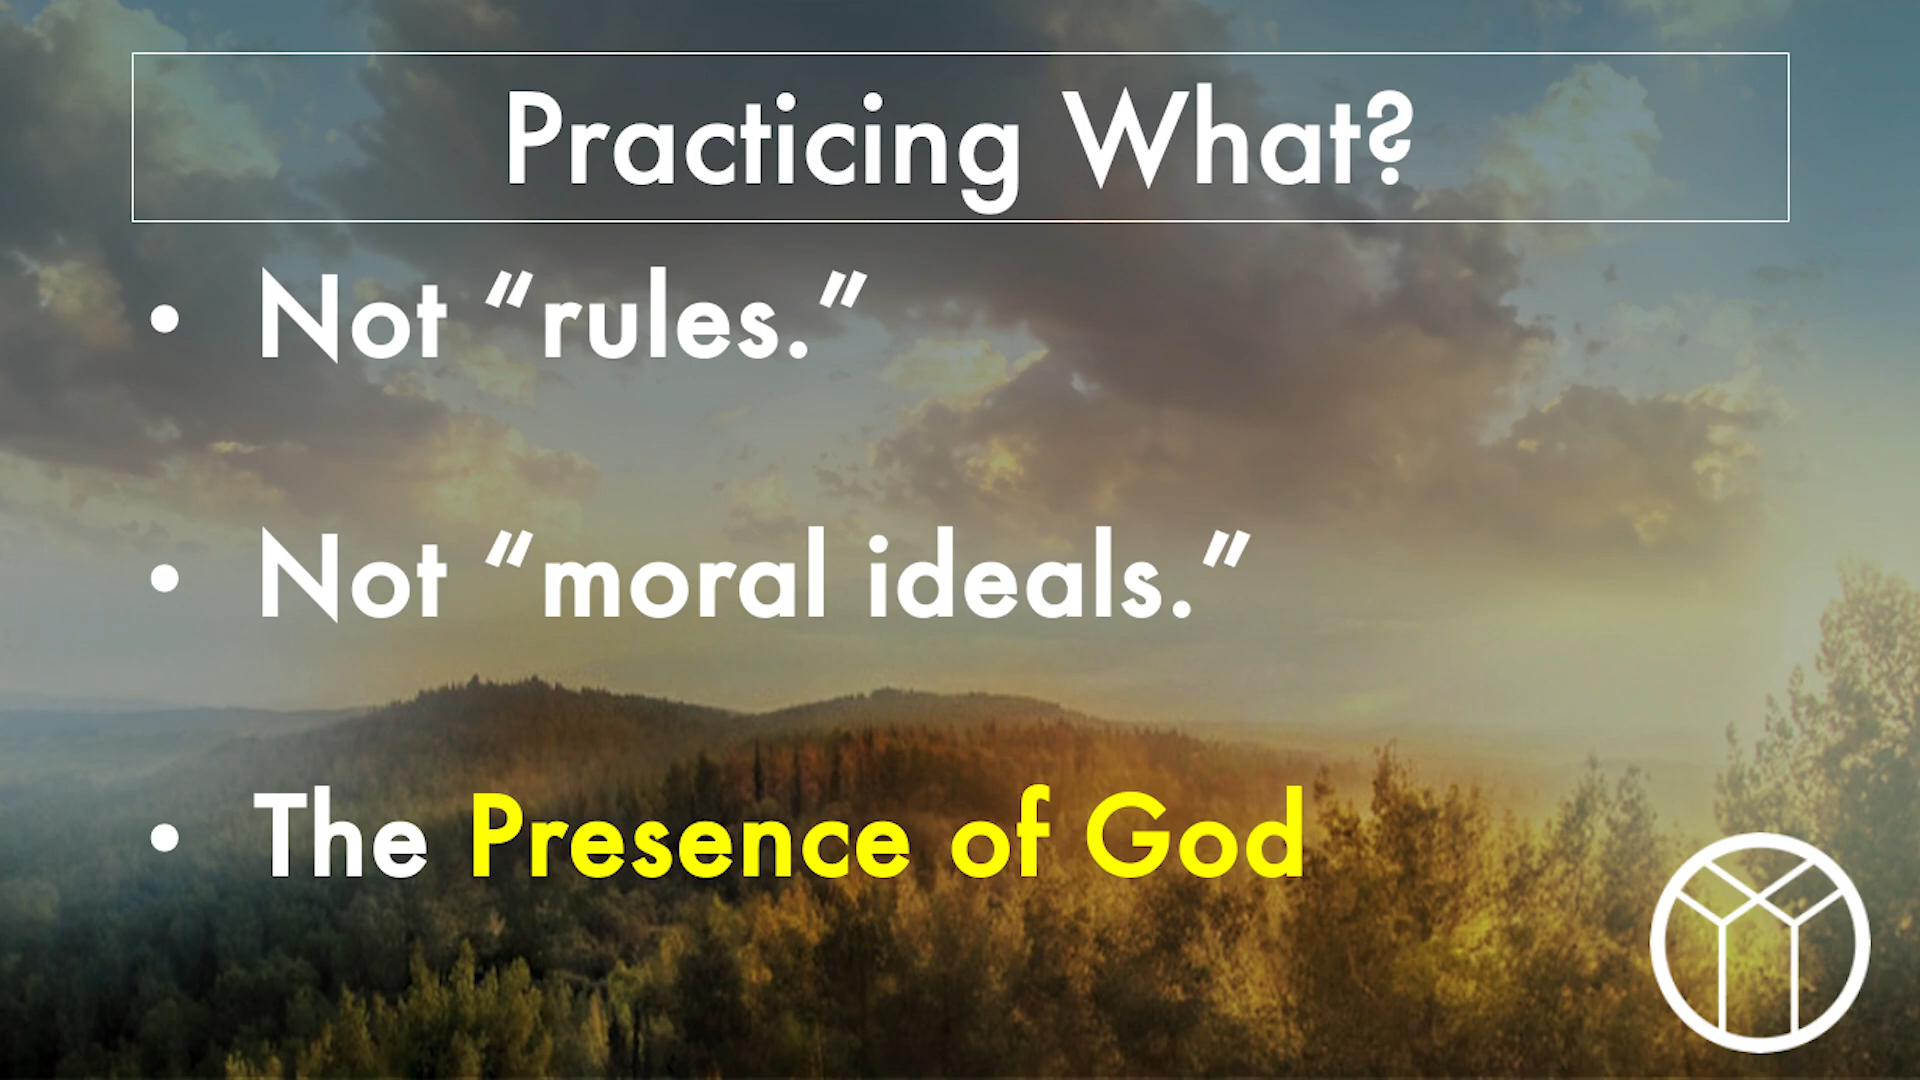 Practicing What?
• Not “rules.”
• Not “moral ideals.”
• The Presence of God